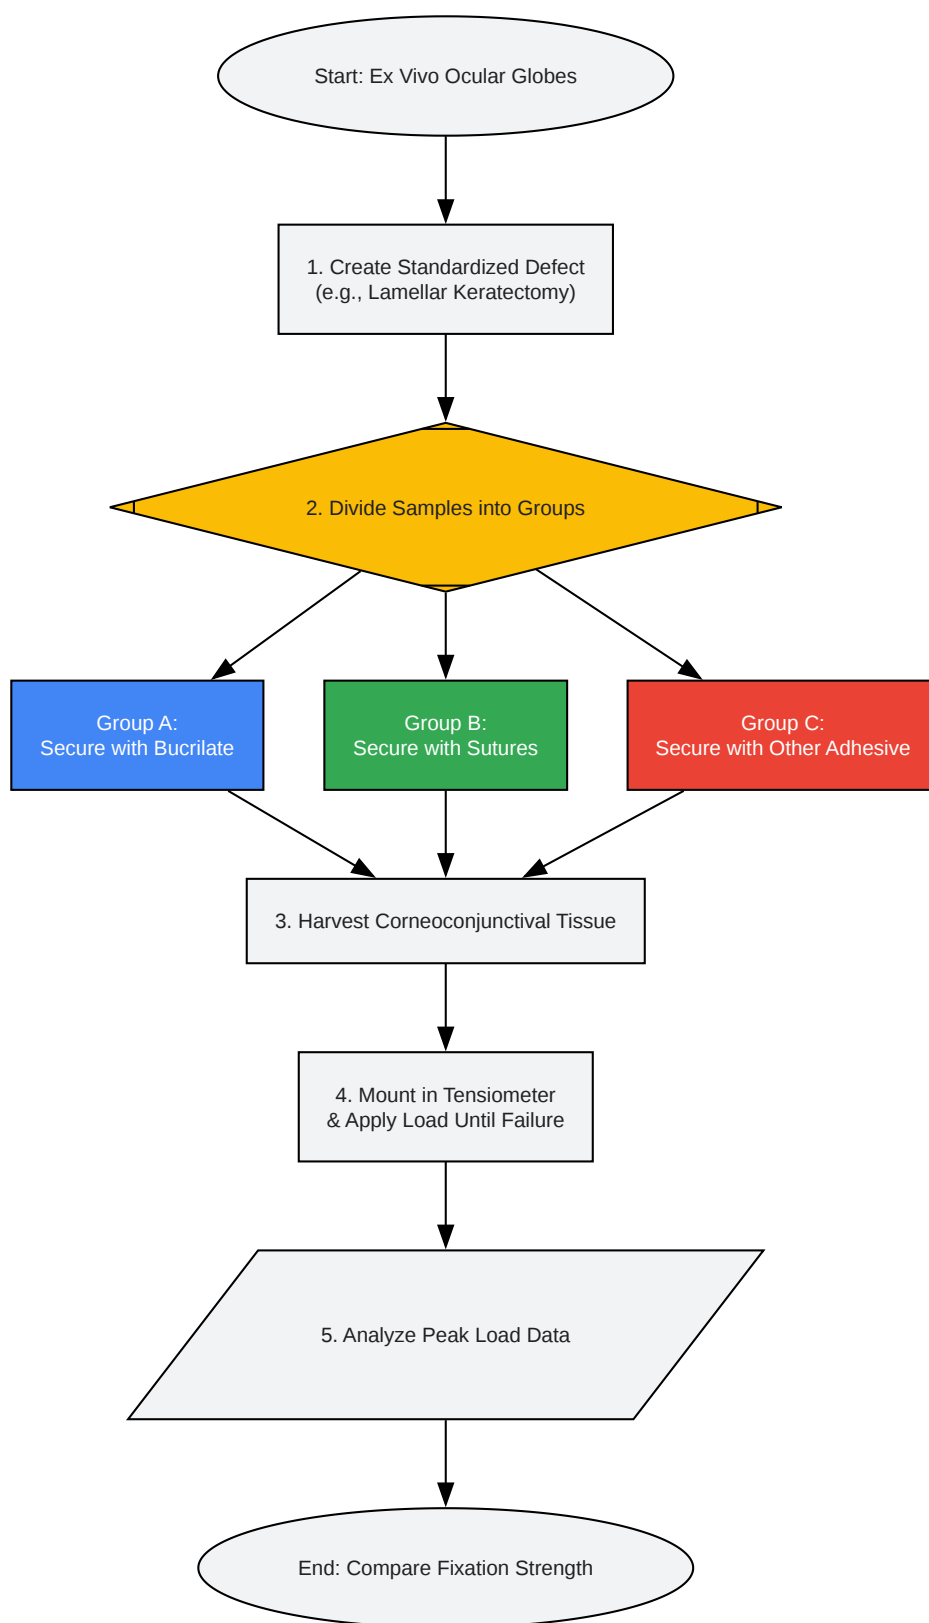 Start: Ex Vivo Ocular Globes
1. Create Standardized Defect
(e.g., Lamellar Keratectomy)
2. Divide Samples into Groups
Group A:
Secure with Bucrilate
Group B:
Secure with Sutures
Group C:
Secure with Other Adhesive
3. Harvest Corneoconjunctival Tissue
4. Mount in Tensiometer
& Apply Load Until Failure
5. Analyze Peak Load Data
End: Compare Fixation Strength